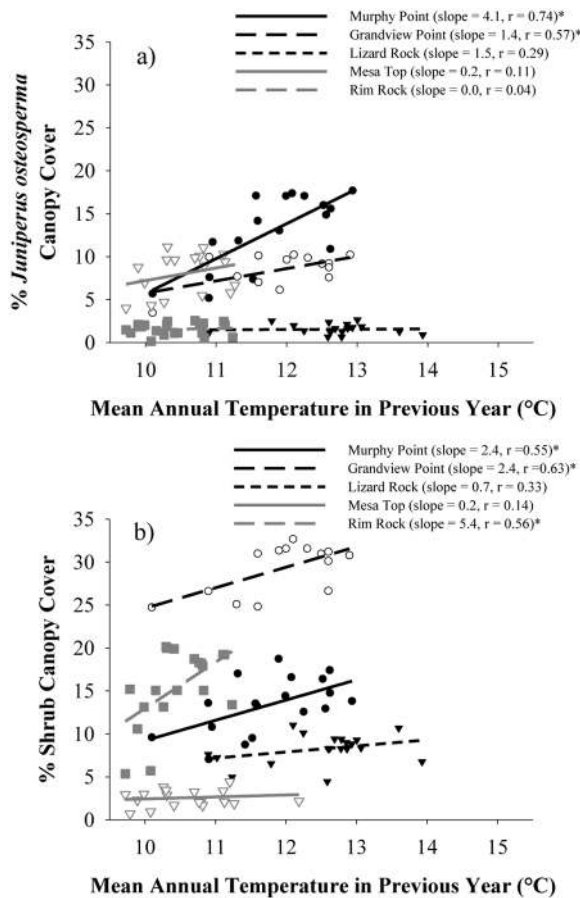 Murphy Point (slope = 4.1, r = 0.74)*
Grandview Point (slope = 1.4, r = 0.57)*
Lizard Rock (slope = 1.5, r = 0.29)
Mesa Top (slope = 0.2, r = 0.11)
Rim Rock (slope = 0.0, r = 0.04)
a)
% Juniperus osteosperma
Canopy Cover
35
30
25
20
15
10
5
0
10 11 12 13 14 15
Mean Annual Temperature in Previous Year (°C)
Murphy Point (slope = 2.4, r =0.55)*
Grandview Point (slope = 2.4, r =0.63)*
Lizard Rock (slope = 0.7, r = 0.33)
Mesa Top (slope = 0.2, r = 0.14)
Rim Rock (slope = 5.4, r = 0.56)*
b)
% Shrub Canopy Cover
35
30
25
20
15
10
5
0
10 11 12 13 14 15
Mean Annual Temperature in Previous Year (°C)